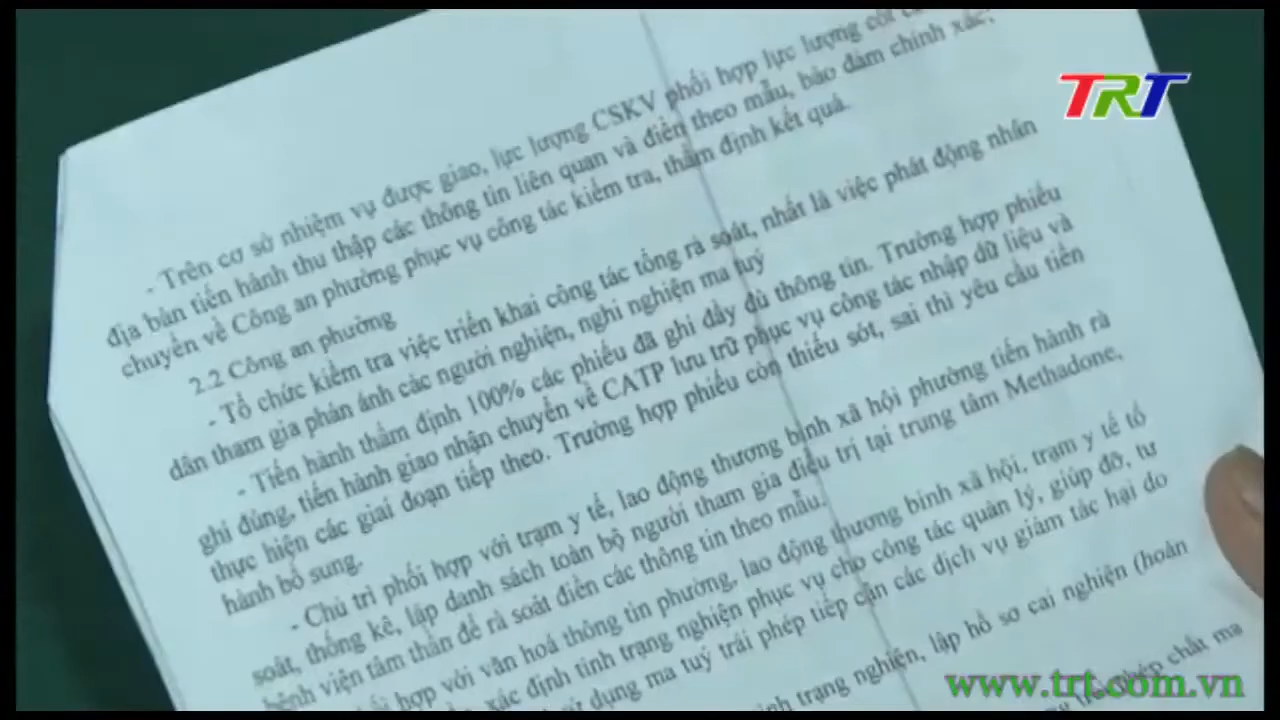 TRT
- Trên cơ sở nhiệm vụ được giao, lực lượng CSKV phối hợp lực lượng cốt
địa bàn tiến hành thu thập các thông tin liên quan và điền theo mẫu, bảo đảm chính xác,
chuyển về Công an phường phục vụ công tác kiểm tra, thẩm định kết quả.
2.2 Công an phường
- Tổ chức kiểm tra việc triển khai công tác tổng rà soát, nhất là việc phát động nhân
dân tham gia phản ánh các người nghiện, nghi nghiện ma tuý
- Tiến hành thẩm định 100% các phiếu đã ghi đầy đủ thông tin. Trường hợp phiếu
ghi đúng, tiến hành giao nhận chuyển về CATP lưu trữ phục vụ công tác nhập dữ liệu và
thực hiện các giai đoạn tiếp theo. Trường hợp phiếu còn thiếu sót, sai thì yêu cầu tiến
hành bổ sung.
- Chủ trì phối hợp với trạm y tế, lao động thương binh xã hội phường tiến hành rà
soát, thống kê, lập danh sách toàn bộ người tham gia điều trị tại trung tâm Methadone,
bệnh viện tâm thần để rà soát điền các thông tin theo mẫu.
hợp với văn hoá thông tin phường, lao động thương binh xã hội, trạm y tế tổ
xác định tình trạng nghiện phục vụ cho công tác quản lý, giúp đỡ, tư
sử dụng ma tuý trái phép tiếp cận các dịch vụ giảm tác hại do
trạng nghiện, lập hồ sơ cai nghiện (hoàn
phép chất ma
www.trt.com.vn